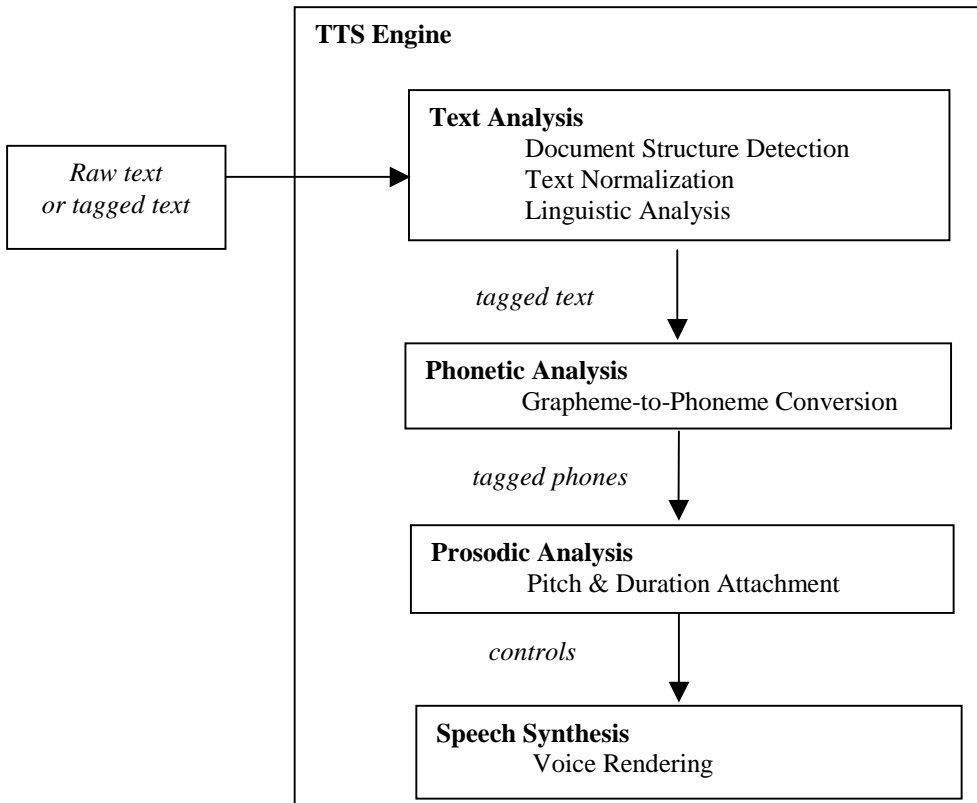 TTS Engine
Text Analysis
Document Structure Detection
Text Normalization
Linguistic Analysis
Raw text
or tagged text
tagged text
Phonetic Analysis
Grapheme-to-Phoneme Conversion
tagged phones
Prosodic Analysis
Pitch & Duration Attachment
controls
Speech Synthesis
Voice Rendering